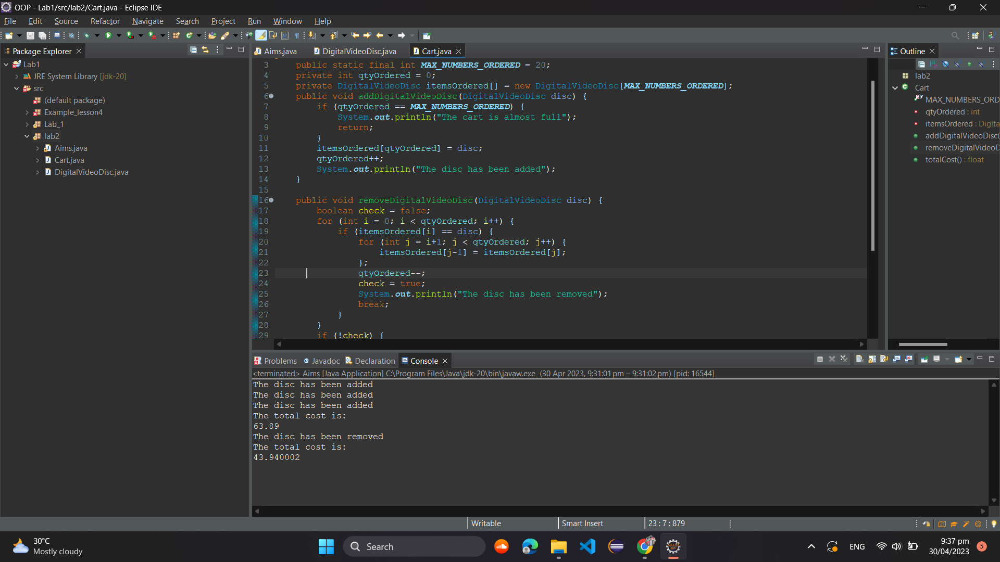 OOP - Lab1/src/lab2/Cart.java - Eclipse IDE
File Edit Source Refactor Navigate Search Project Run Window Help
Package Explorer
Lab1
JRE System Library [jdk-20]
src
(default package)
Example_lesson4
Lab_1
lab2
Aims.java
Cart.java
DigitalVideoDisc.java
Aims.java DigitalVideoDisc.java Cart.java
3 public static final int MAX_NUMBERS_ORDERED = 20;
4 private int qtyOrdered = 0;
5 private DigitalVideoDisc itemsOrdered[] = new DigitalVideoDisc[MAX_NUMBERS_ORDERED];
6 public void addDigitalVideoDisc(DigitalVideoDisc disc) {
7 if (qtyOrdered == MAX_NUMBERS_ORDERED) {
8 System.out.println("The cart is almost full");
9 return;
10 }
11 itemsOrdered[qtyOrdered] = disc;
12 qtyOrdered++;
13 System.out.println("The disc has been added");
14 }
15
16 public void removeDigitalVideoDisc(DigitalVideoDisc disc) {
17 boolean check = false;
18 for (int i = 0; i < qtyOrdered; i++) {
19 if (itemsOrdered[i] == disc) {
20 for (int j = i+1; j < qtyOrdered; j++) {
21 itemsOrdered[j-1] = itemsOrdered[j];
22 };
23 qtyOrdered--;
24 check = true;
25 System.out.println("The disc has been removed");
26 break;
27 }
28 }
29 if (!check) {
Outline
lab2
Cart
MAX_NUMBERS_ORD
qtyOrdered : int
itemsOrdered : Digita
addDigitalVideoDisc(
removeDigitalVideoD
totalCost() : float
Problems Javadoc Declaration Console
<terminated> Aims [Java Application] C:\Program Files\Java\jdk-20\bin\javaw.exe (30 Apr 2023, 9:31:01 pm – 9:31:02 pm) [pid: 16544]
The disc has been added
The disc has been added
The disc has been added
The total cost is:
63.89
The disc has been removed
The total cost is:
43.940002
Writable Smart Insert 23 : 7 : 879
30°C
Mostly cloudy
Search
ENG
9:37 pm
30/04/2023
5